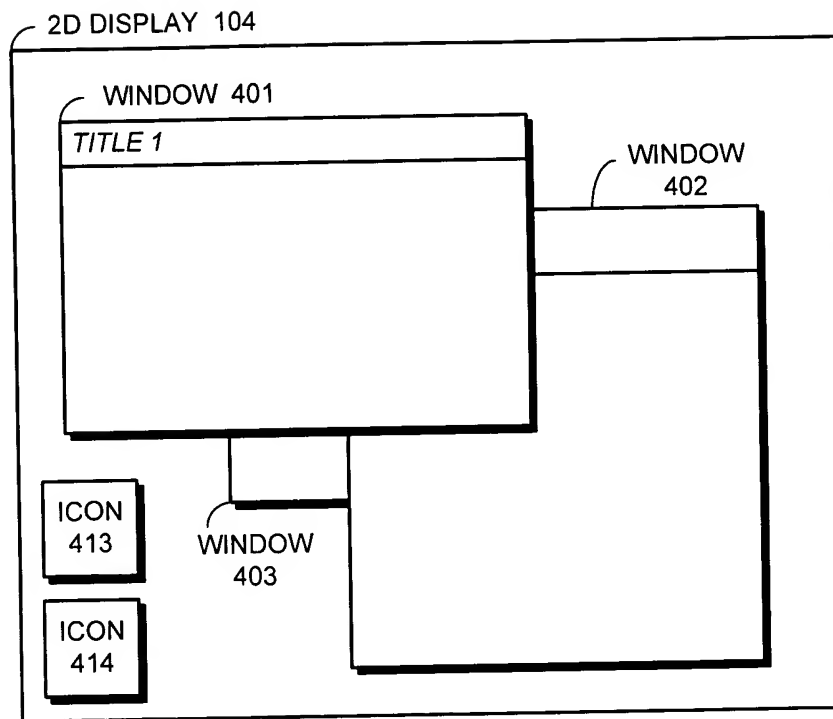 2D DISPLAY 104
WINDOW 401
TITLE 1
WINDOW
402
ICON
413
WINDOW
403
ICON
414